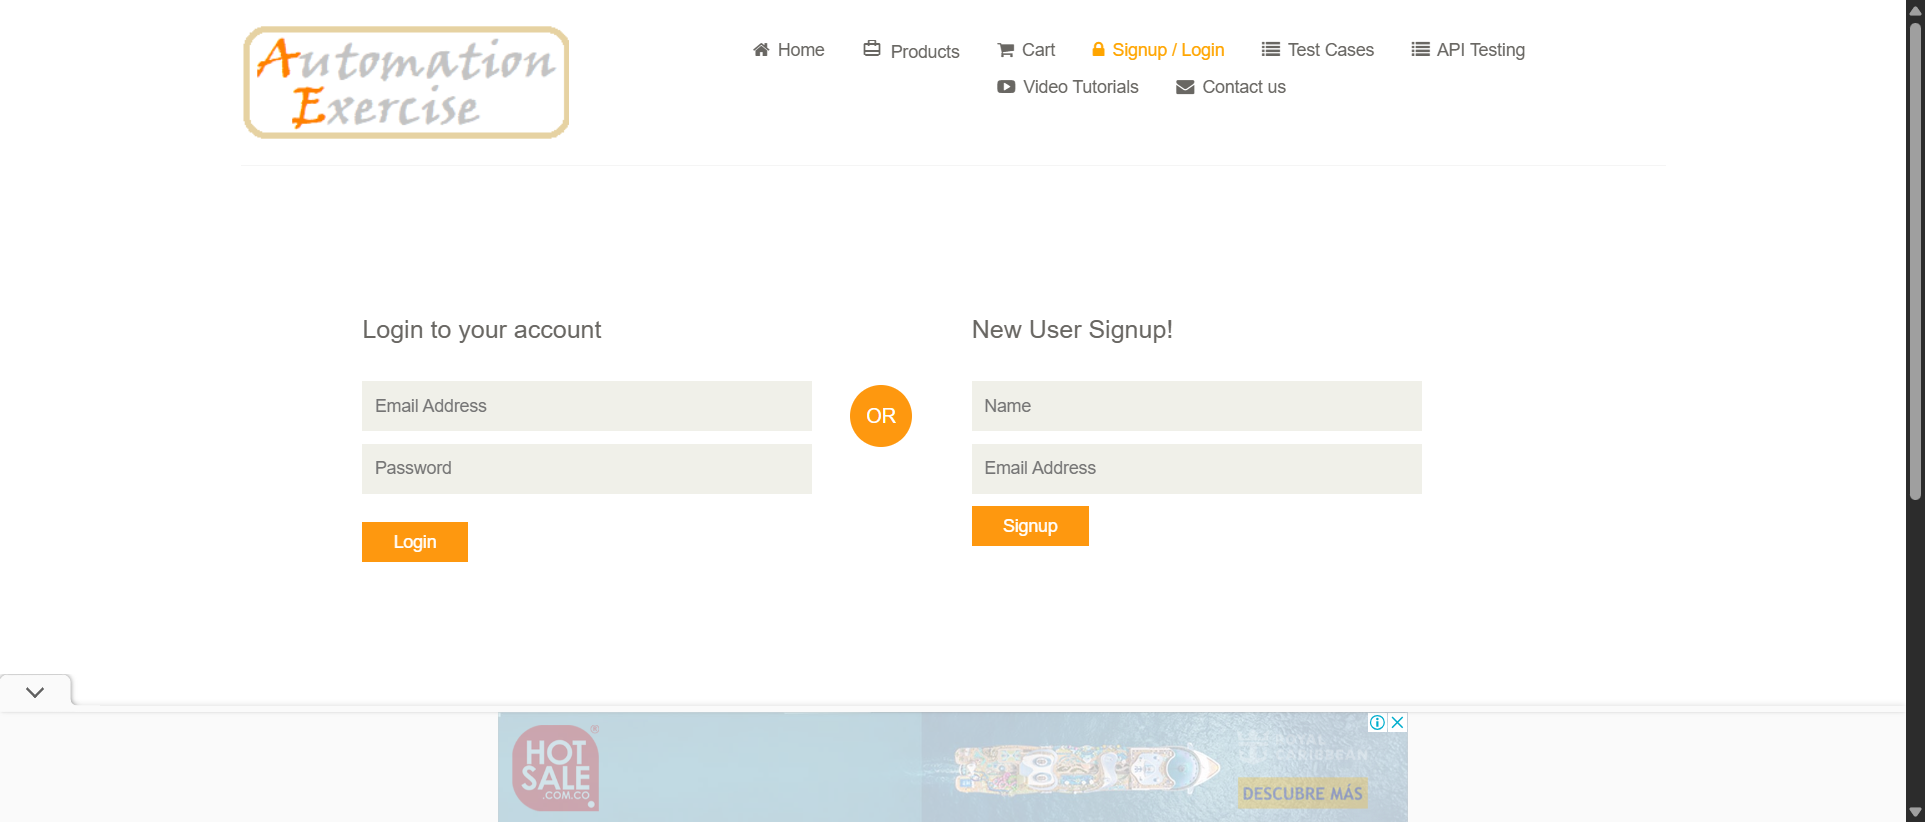 Automation
Exercise
Home
Products
Cart
Signup / Login
Test Cases
API Testing
Video Tutorials
Contact us
Login to your account
Email Address
Password
Login
OR
New User Signup!
Name
Email Address
Signup
HOT
SALE
.COM.CO
ROYAL
CARIBBEAN
DESCUBRE MÁS